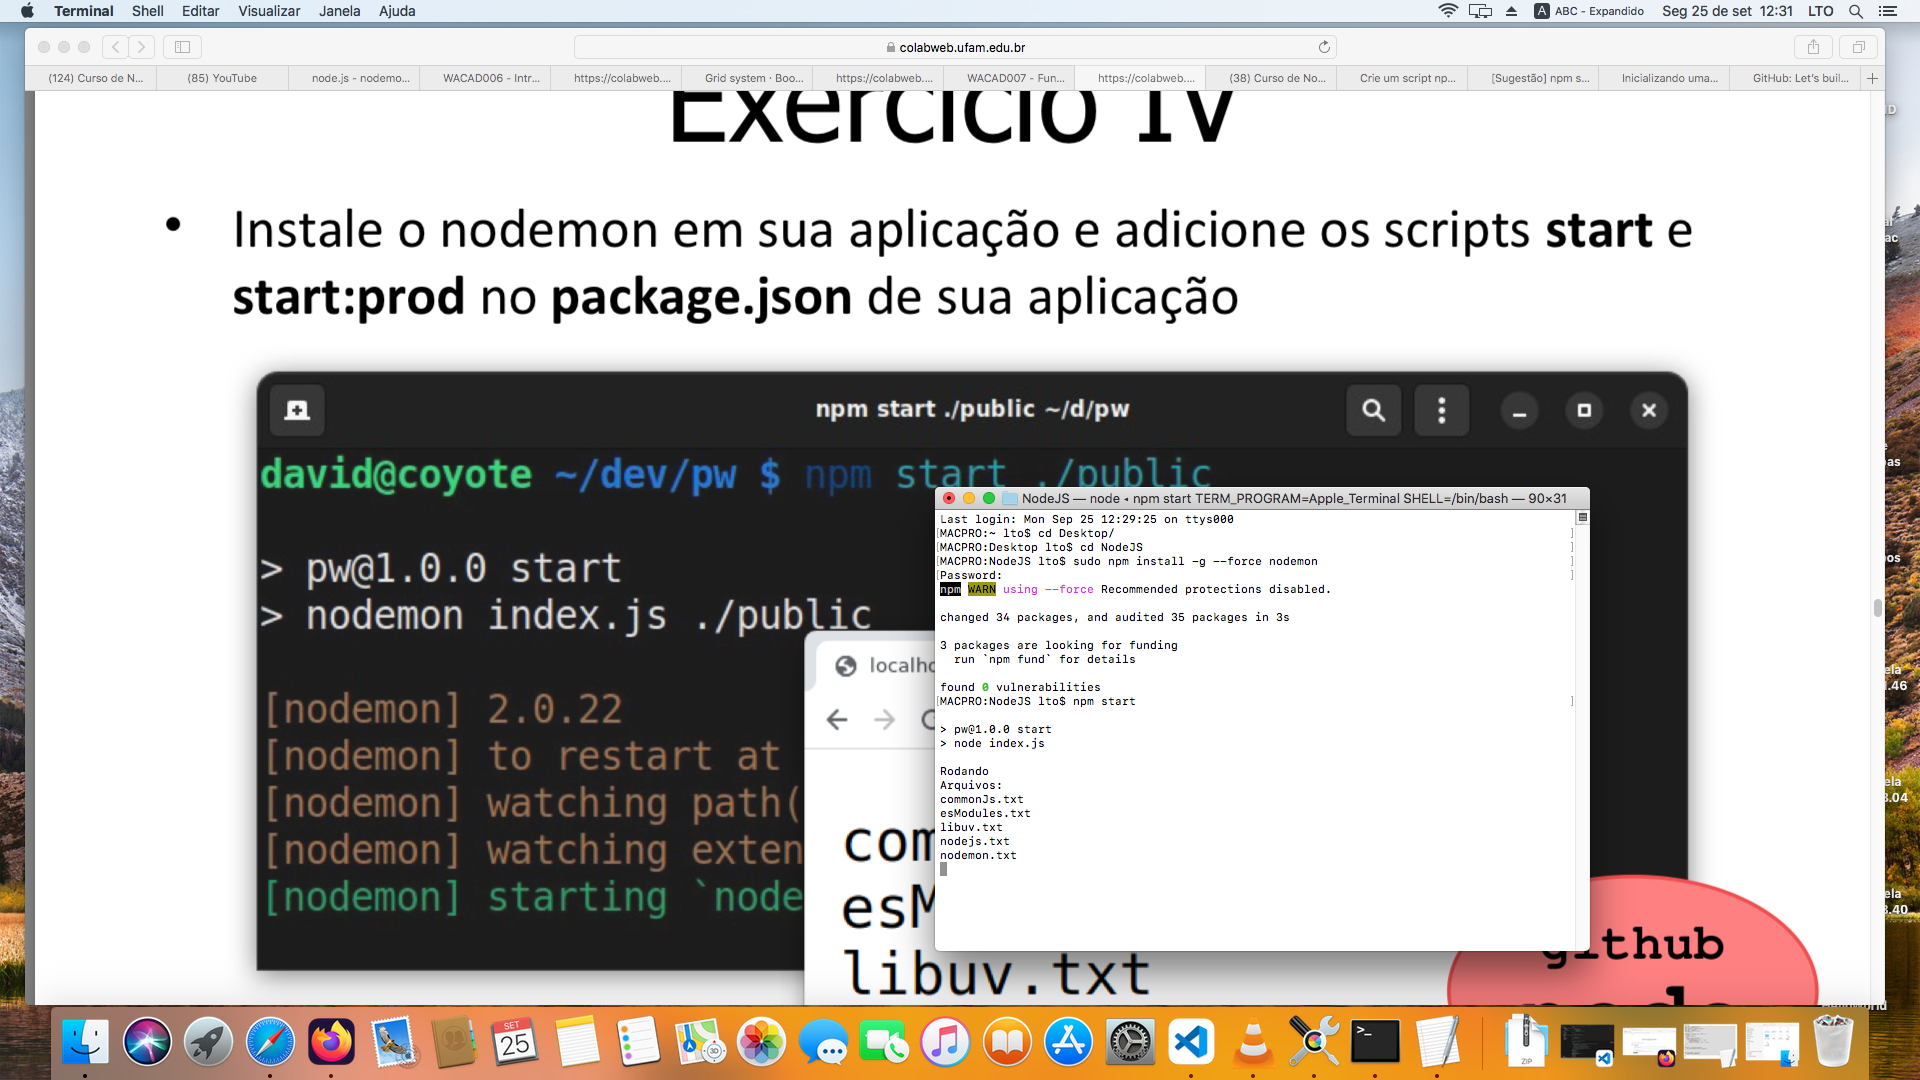 Terminal Shell Editar Visualizar Janela Ajuda
A ABC - Expandido Seg 25 de set 12:31 LTO
colabweb.ufam.edu.br
(124) Curso de N... (85) YouTube node.js - nodemo... WACAD006 - Intr... https://colabweb.... Grid system · Boo... https://colabweb.... WACAD007 - Fun... https://colabweb.... (38) Curso de No... Crie um script np... [Sugestão] npm s... Inicializando uma... GitHub: Let's buil...
Exercício IV
• Instale o nodemon em sua aplicação e adicione os scripts start e
start:prod no package.json de sua aplicação
npm start ./public ~/d/pw
david@coyote ~/dev/pw $ npm start ./public
> pw@1.0.0 start
> nodemon index.js ./public
[nodemon] 2.0.22
[nodemon] to restart at
[nodemon] watching path(
[nodemon] watching exten
[nodemon] starting `node
localho
com
esM
libuv.txt
NodeJS — node ◂ npm start TERM_PROGRAM=Apple_Terminal SHELL=/bin/bash — 90×31
Last login: Mon Sep 25 12:29:25 on ttys000
[MACPRO:~ lto$ cd Desktop/ ]
[MACPRO:Desktop lto$ cd NodeJS ]
[MACPRO:NodeJS lto$ sudo npm install -g --force nodemon ]
[Password: ]
npm WARN using --force Recommended protections disabled.
changed 34 packages, and audited 35 packages in 3s
3 packages are looking for funding
run `npm fund` for details
found 0 vulnerabilities
[MACPRO:NodeJS lto$ npm start ]
> pw@1.0.0 start
> node index.js
Rodando
Arquivos:
commonJs.txt
esModules.txt
libuv.txt
nodejs.txt
nodemon.txt
github
SET
25
3D
ZIP